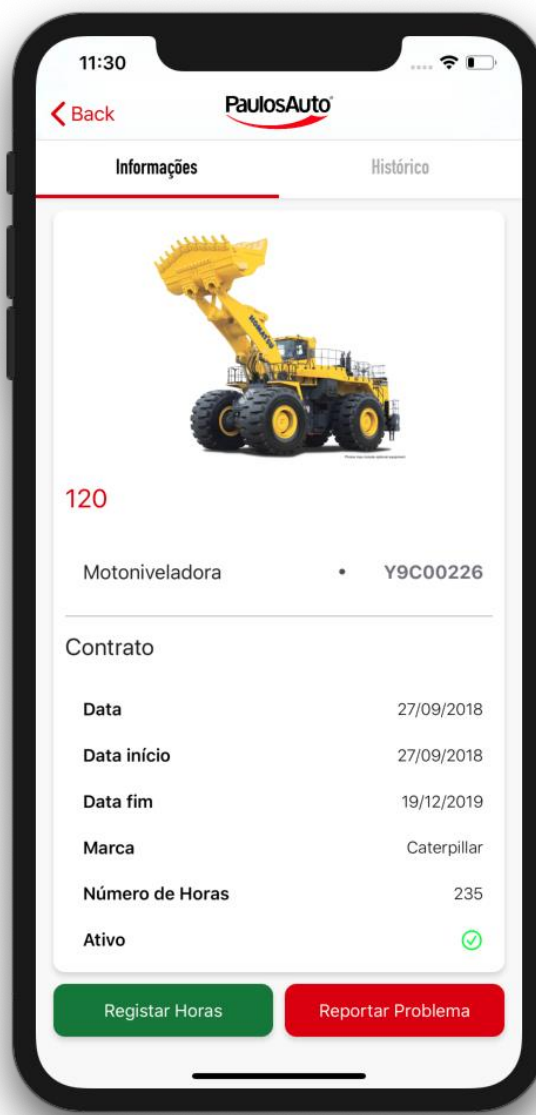 11:30
Back
PaulosAuto
Informações
Histórico
KOMATSU
120
Motoniveladora • Y9C00226
Contrato
Data 27/09/2018
Data início 27/09/2018
Data fim 19/12/2019
Marca Caterpillar
Número de Horas 235
Ativo
Registar Horas
Reportar Problema